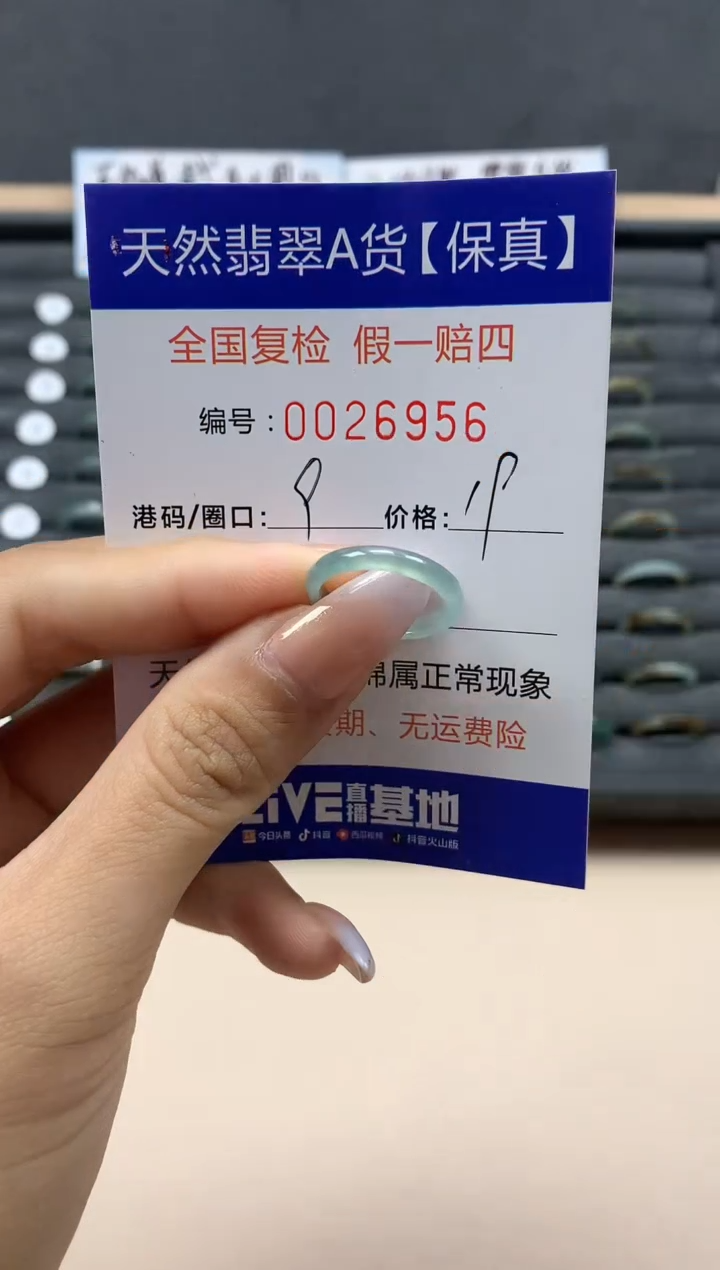 天然翡翠A货【保真】
全国复检 假一赔四
编号:0026956
港码/圈口: 9 价格: 19
天 棉属正常现象
期、无运费险
LIVE直播基地
今日头条 抖音 西瓜视频 抖音火山版